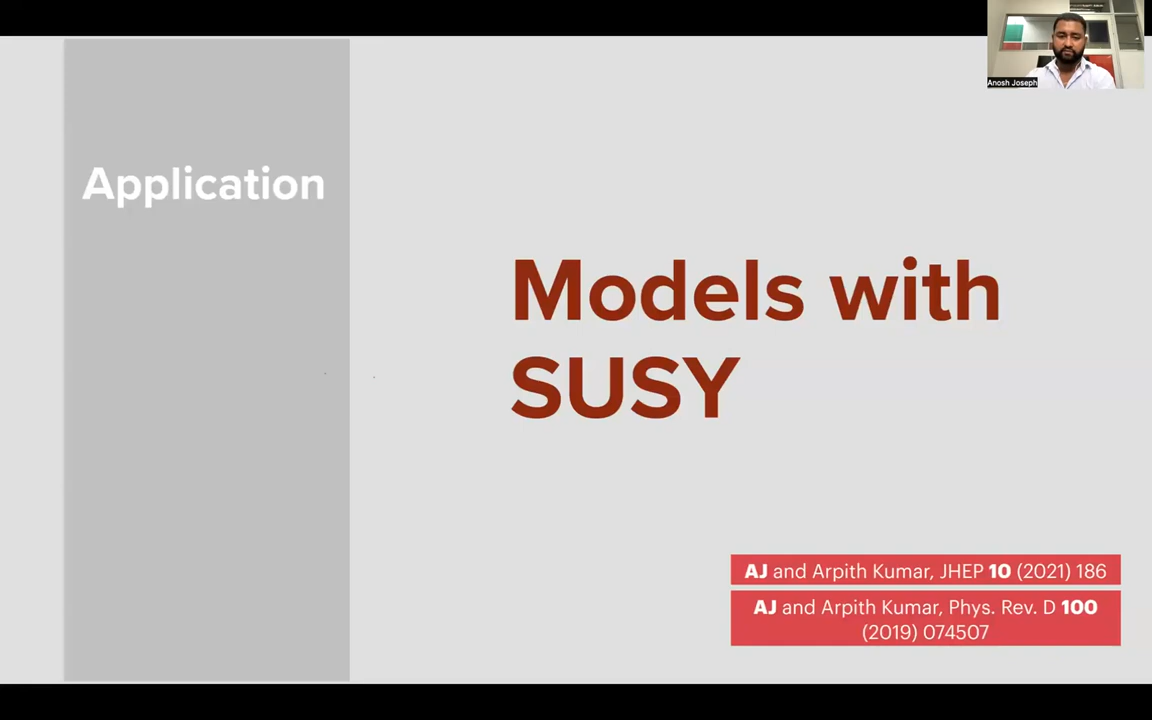 Anosh Joseph
Application
Models with
SUSY
AJ and Arpith Kumar, JHEP 10 (2021) 186
AJ and Arpith Kumar, Phys. Rev. D 100
(2019) 074507